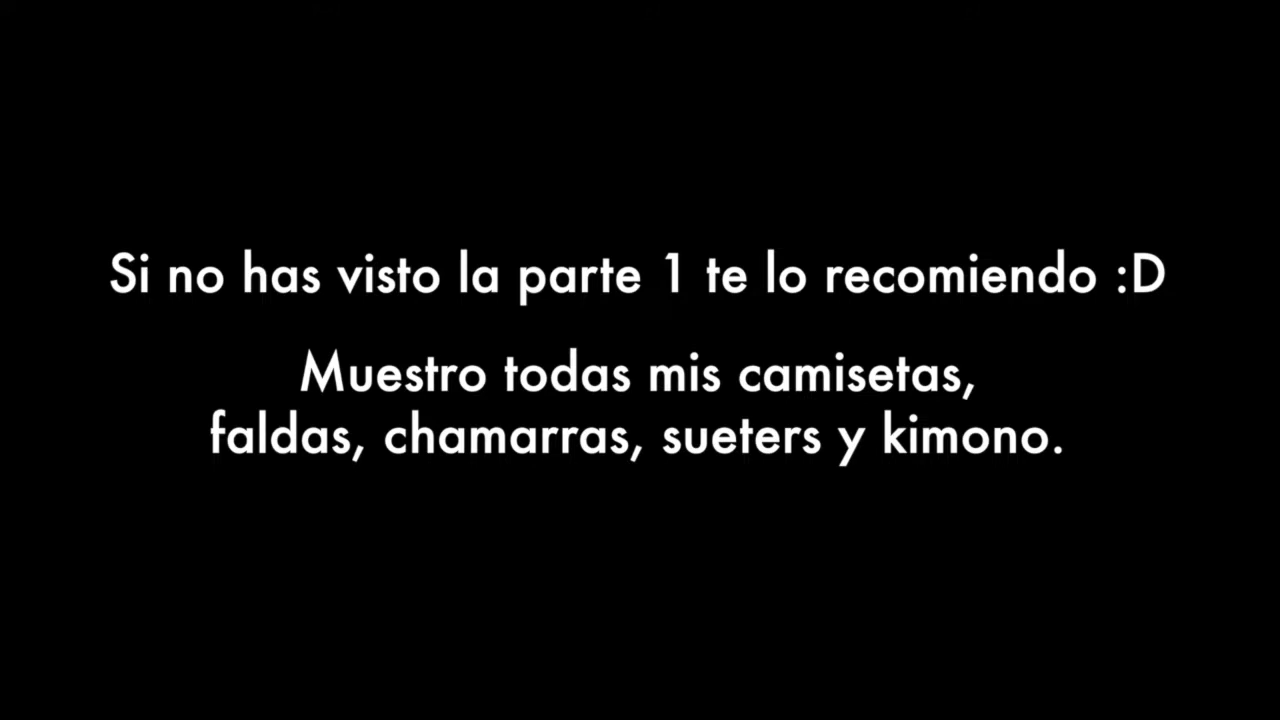 Si no has visto la parte 1 te lo recomiendo :D
Muestro todas mis camisetas,
faldas, chamarras, sueters y kimono.